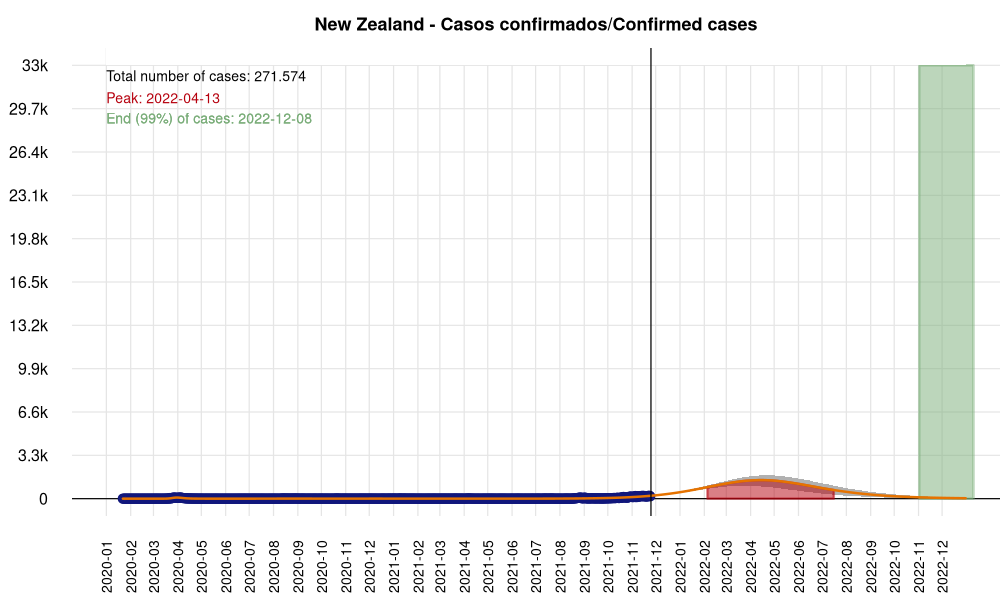 New Zealand - Casos confirmados/Confirmed cases
Total number of cases: 271.574
Peak: 2022-04-13
End (99%) of cases: 2022-12-08
33k
29.7k
26.4k
23.1k
19.8k
16.5k
13.2k
9.9k
6.6k
3.3k
0
2020-01
2020-02
2020-03
2020-04
2020-05
2020-06
2020-07
2020-08
2020-09
2020-10
2020-11
2020-12
2021-01
2021-02
2021-03
2021-04
2021-05
2021-06
2021-07
2021-08
2021-09
2021-10
2021-11
2021-12
2022-01
2022-02
2022-03
2022-04
2022-05
2022-06
2022-07
2022-08
2022-09
2022-10
2022-11
2022-12